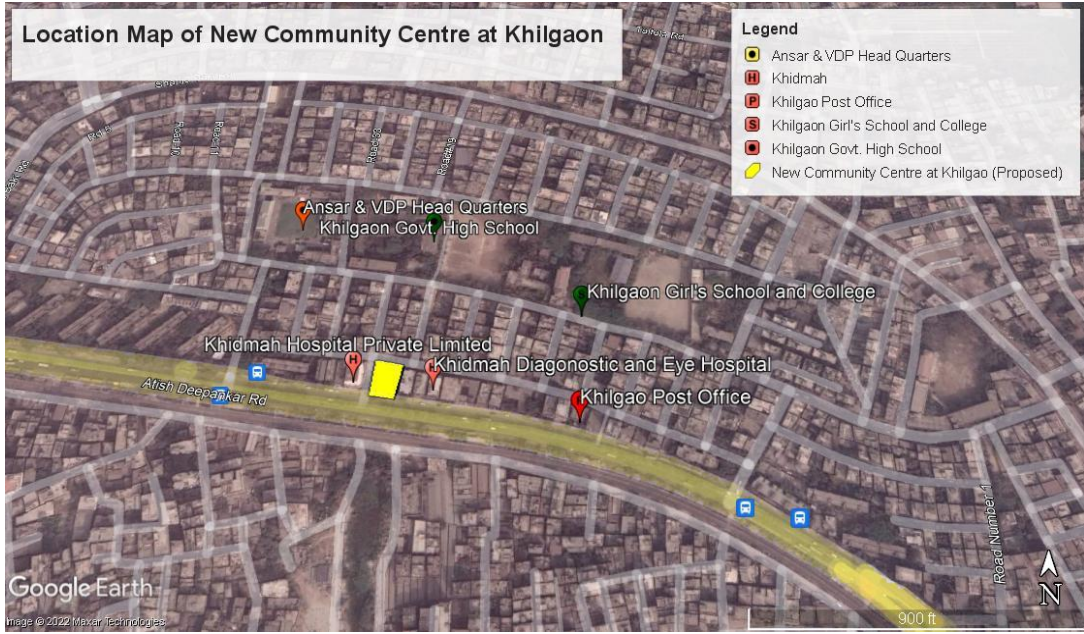 Location Map of New Community Centre at Khilgaon
Legend
Ansar & VDP Head Quarters
H Khidmah
P Khilgao Post Office
S Khilgaon Girl's School and College
Khilgaon Govt. High School
New Community Centre at Khilgao (Proposed)
Ansar & VDP Head Quarters
Khilgaon Govt. High School
S Khilgaon Girl's School and College
Khidmah Hospital Private Limited
H
H Khidmah Diagonostic and Eye Hospital
Atish Deepankar Rd
Khilgao Post Office
Road Number 1
N
Google Earth
900 ft
Image © 2022 Maxar Technologies